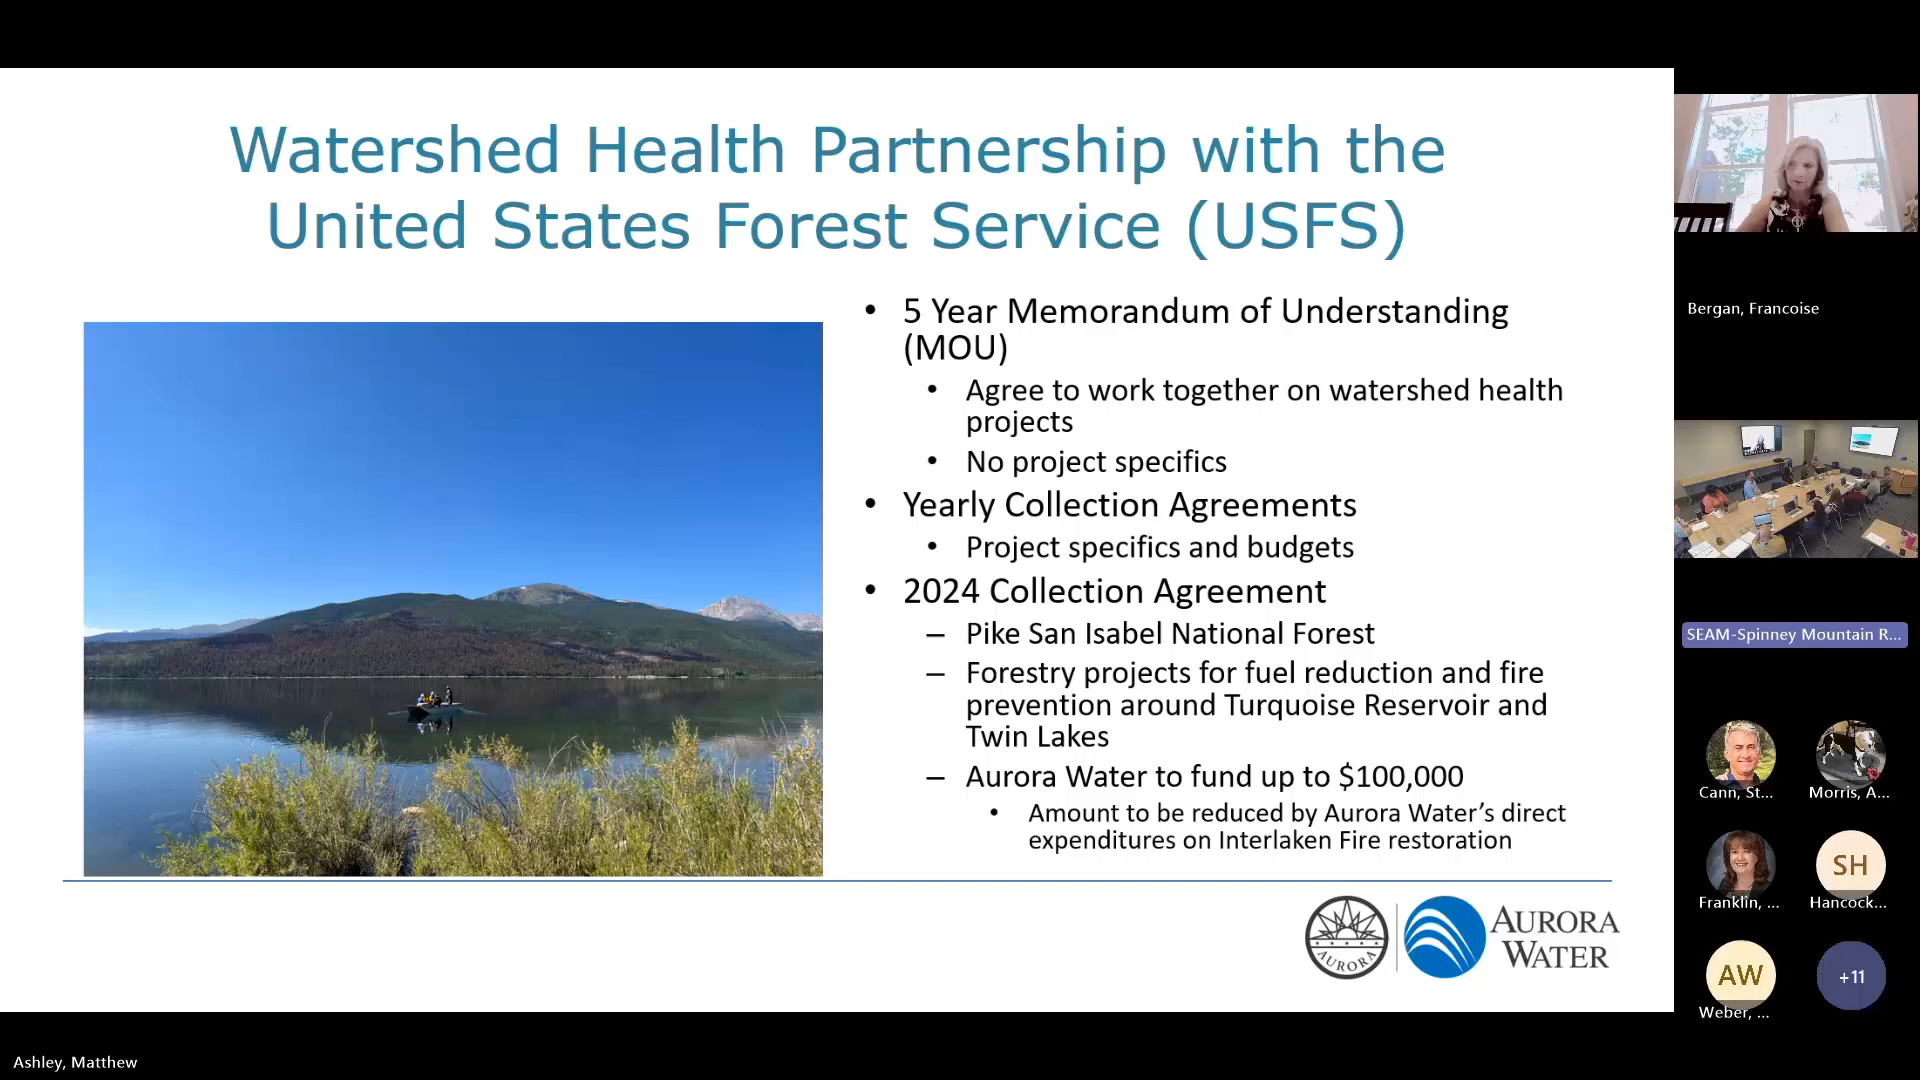 Watershed Health Partnership with the
United States Forest Service (USFS)
• 5 Year Memorandum of Understanding
(MOU)
• Agree to work together on watershed health
projects
• No project specifics
• Yearly Collection Agreements
• Project specifics and budgets
• 2024 Collection Agreement
– Pike San Isabel National Forest
– Forestry projects for fuel reduction and fire
prevention around Turquoise Reservoir and
Twin Lakes
– Aurora Water to fund up to $100,000
• Amount to be reduced by Aurora Water’s direct
expenditures on Interlaken Fire restoration
AURORA
AURORA
WATER
Bergan, Francoise
SEAM-Spinney Mountain R...
Cann, St...
Morris, A...
Franklin, ...
SH
Hancock...
AW
Weber, ...
+11
Ashley, Matthew